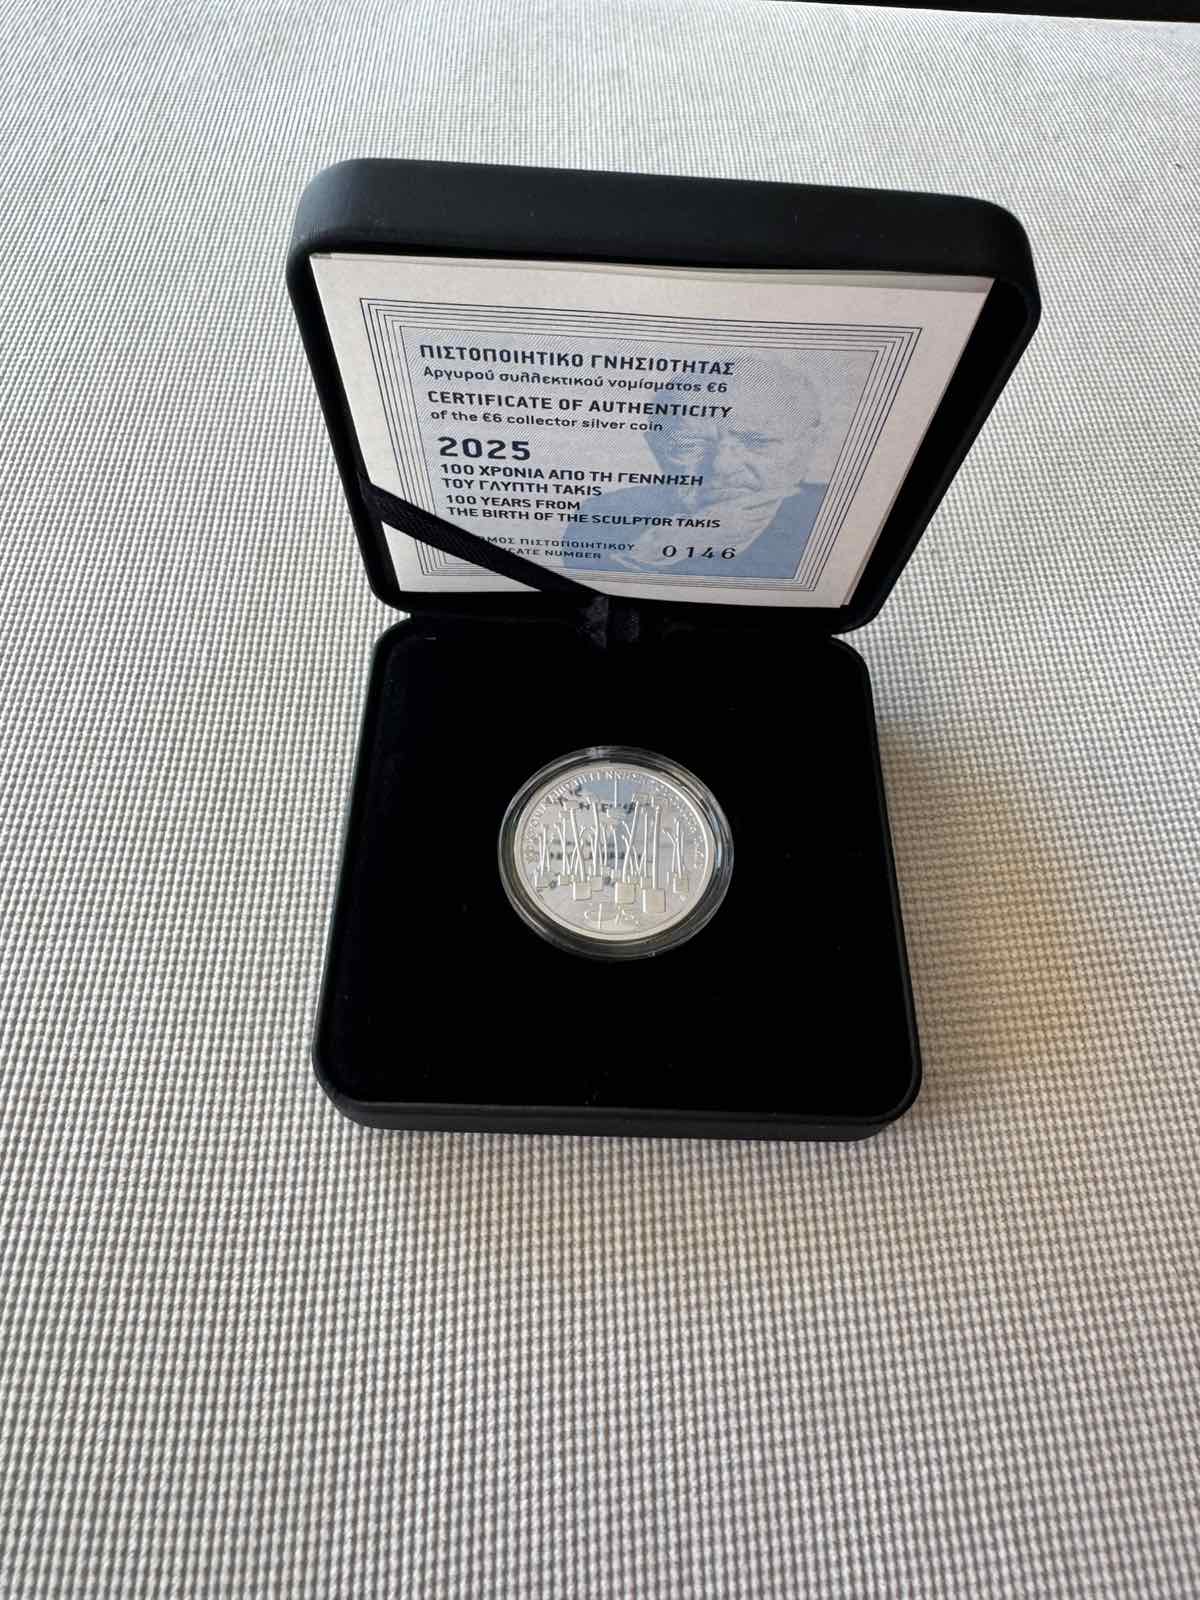 ΠΙΣΤΟΠΟΙΗΤΙΚΟ ΓΝΗΣΙΟΤΗΤΑΣ
Αργυρού συλλεκτικού νομίσματος €6
CERTIFICATE OF AUTHENTICITY
of the €6 collector silver coin
2025
100 ΧΡΟΝΙΑ ΑΠΟ ΤΗ ΓΕΝΝΗΣΗ
ΤΟΥ ΓΛΥΠΤΗ TAKIS
100 YEARS FROM
THE BIRTH OF THE SCULPTOR TAKIS
ΠΙΣΤΟΠΟΙΗΤΙΚΟΥ
NUMBER 0146